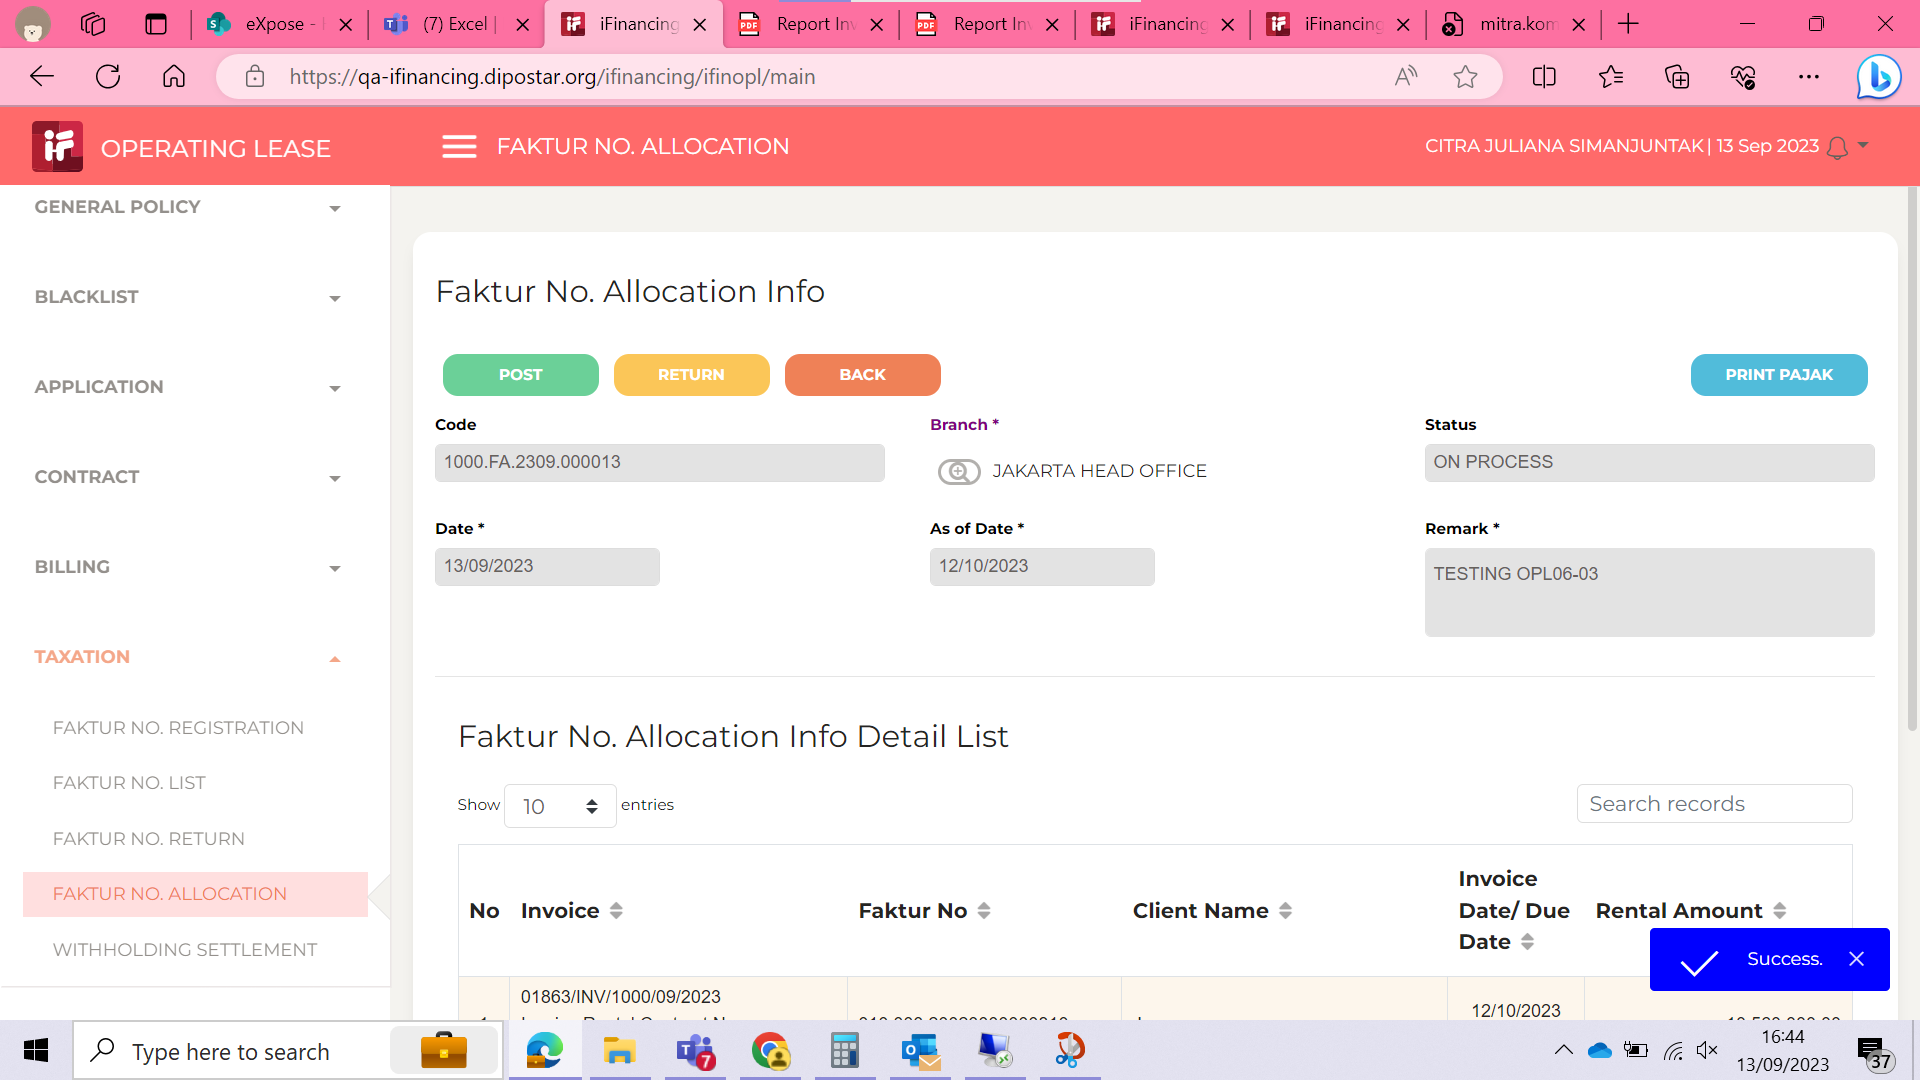 eXpose -
(7) Excel |
iFinancing
Report Inv
Report Inv
iFinancing
iFinancing
mitra.kom
https://qa-ifinancing.dipostar.org/ifinancing/ifinopl/main
OPERATING LEASE
FAKTUR NO. ALLOCATION
CITRA JULIANA SIMANJUNTAK | 13 Sep 2023
GENERAL POLICY
BLACKLIST
APPLICATION
CONTRACT
BILLING
TAXATION
FAKTUR NO. REGISTRATION
FAKTUR NO. LIST
FAKTUR NO. RETURN
FAKTUR NO. ALLOCATION
WITHHOLDING SETTLEMENT
Faktur No. Allocation Info
POST
RETURN
BACK
PRINT PAJAK
Code
Branch *
Status
1000.FA.2309.000013
JAKARTA HEAD OFFICE
ON PROCESS
Date *
As of Date *
Remark *
13/09/2023
12/10/2023
TESTING OPL06-03
Faktur No. Allocation Info Detail List
Show 10 entries
Search records
No
Invoice
Faktur No
Client Name
Invoice Date/ Due Date
Rental Amount
Success.
01863/INV/1000/09/2023
12/10/2023
Type here to search
7
16:44
13/09/2023
37